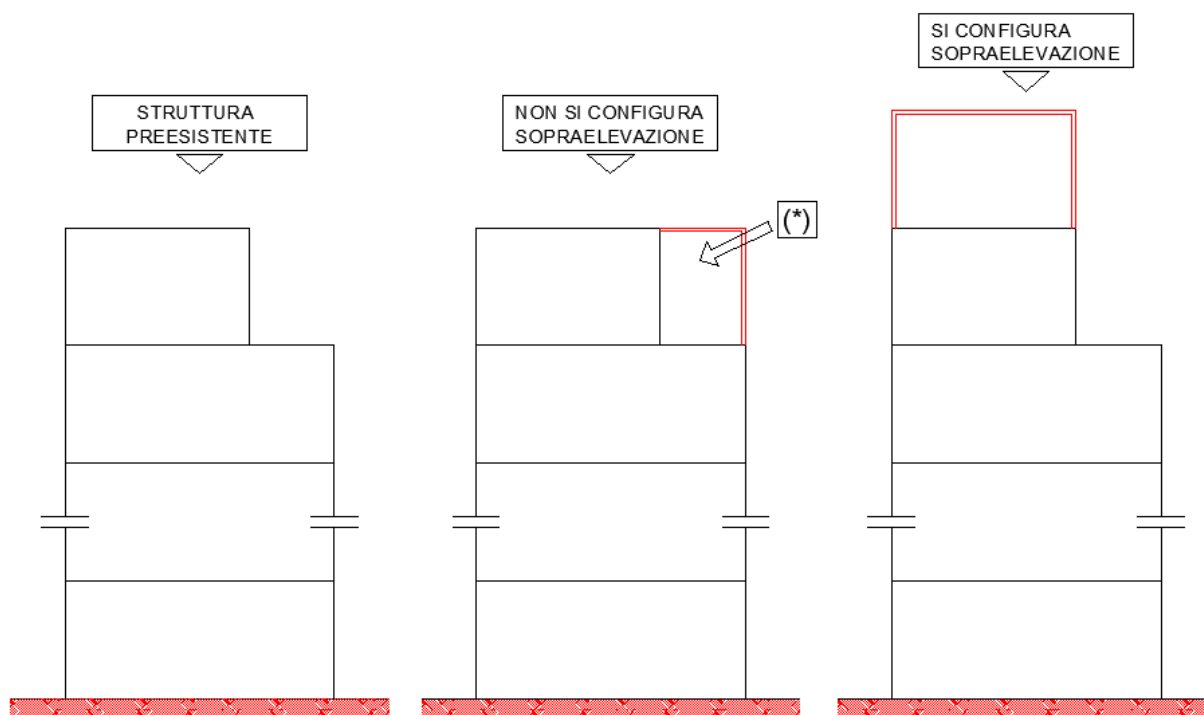 STRUTTURA
PREESISTENTE
NON SI CONFIGURA
SOPRAELEVAZIONE
SI CONFIGURA
SOPRAELEVAZIONE
(*)